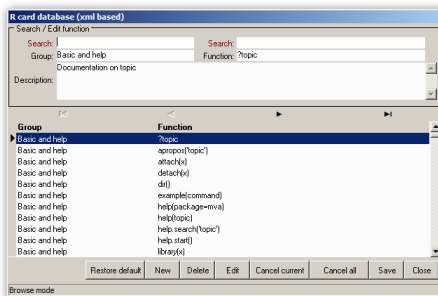 R card database (xml based)
Search / Edit function
Search: Search:
Group: Basic and help Function: ?topic
Description: Documentation on topic
Group Function
Basic and help ?topic
Basic and help apropos('topic')
Basic and help attach(x)
Basic and help detach(x)
Basic and help dir()
Basic and help example(command)
Basic and help help(package=mva)
Basic and help help(topic)
Basic and help help.search('topic')
Basic and help help.start()
Basic and help library(x)
Restore default New Delete Edit Cancel current Cancel all Save Close
Browse mode